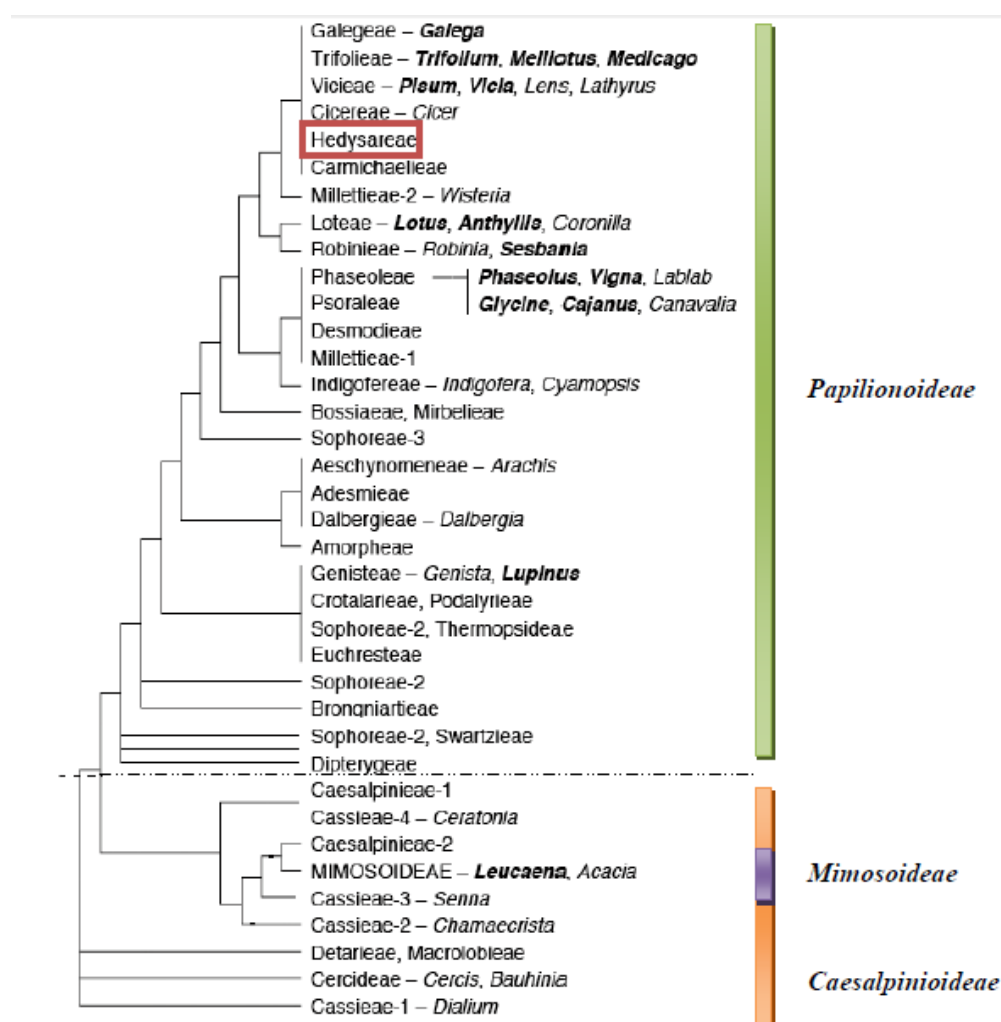 Galegeae – Galega
Trifolieae – Trifolium, Melilotus, Medicago
Vicieae – Pisum, Vicia, Lens, Lathyrus
Cicereae – Cicer
Hedysareae
Carmichaelieae
Millettieae-2 – Wisteria
Loteae – Lotus, Anthyllis, Coronilla
Robinieae – Robinia, Sesbania
Phaseoleae Phaseolus, Vigna, Lablab
Psoraleae Glycine, Cajanus, Canavalia
Desmodieae
Millettieae-1
Indigofereae – Indigofera, Cyamopsis
Bossiaeae, Mirbelieae
Sophoreae-3
Aeschynomeneae – Arachis
Adesmieae
Dalbergieae – Dalbergia
Amorpheae
Genisteae – Genista, Lupinus
Crotalarieae, Podalyrieae
Sophoreae-2, Thermopsideae
Euchresteae
Sophoreae-2
Brongniartieae
Sophoreae-2, Swartzieae
Dipterygeae
Papilionoideae
Caesalpinieae-1
Cassieae-4 – Ceratonia
Caesalpinieae-2
MIMOSOIDEAE – Leucaena, Acacia
Cassieae-3 – Senna
Cassieae-2 – Chamaecrista
Detarieae, Macrolobieae
Cercideae – Cercis, Bauhinia
Cassieae-1 – Dialium
Mimosoideae
Caesalpinioideae